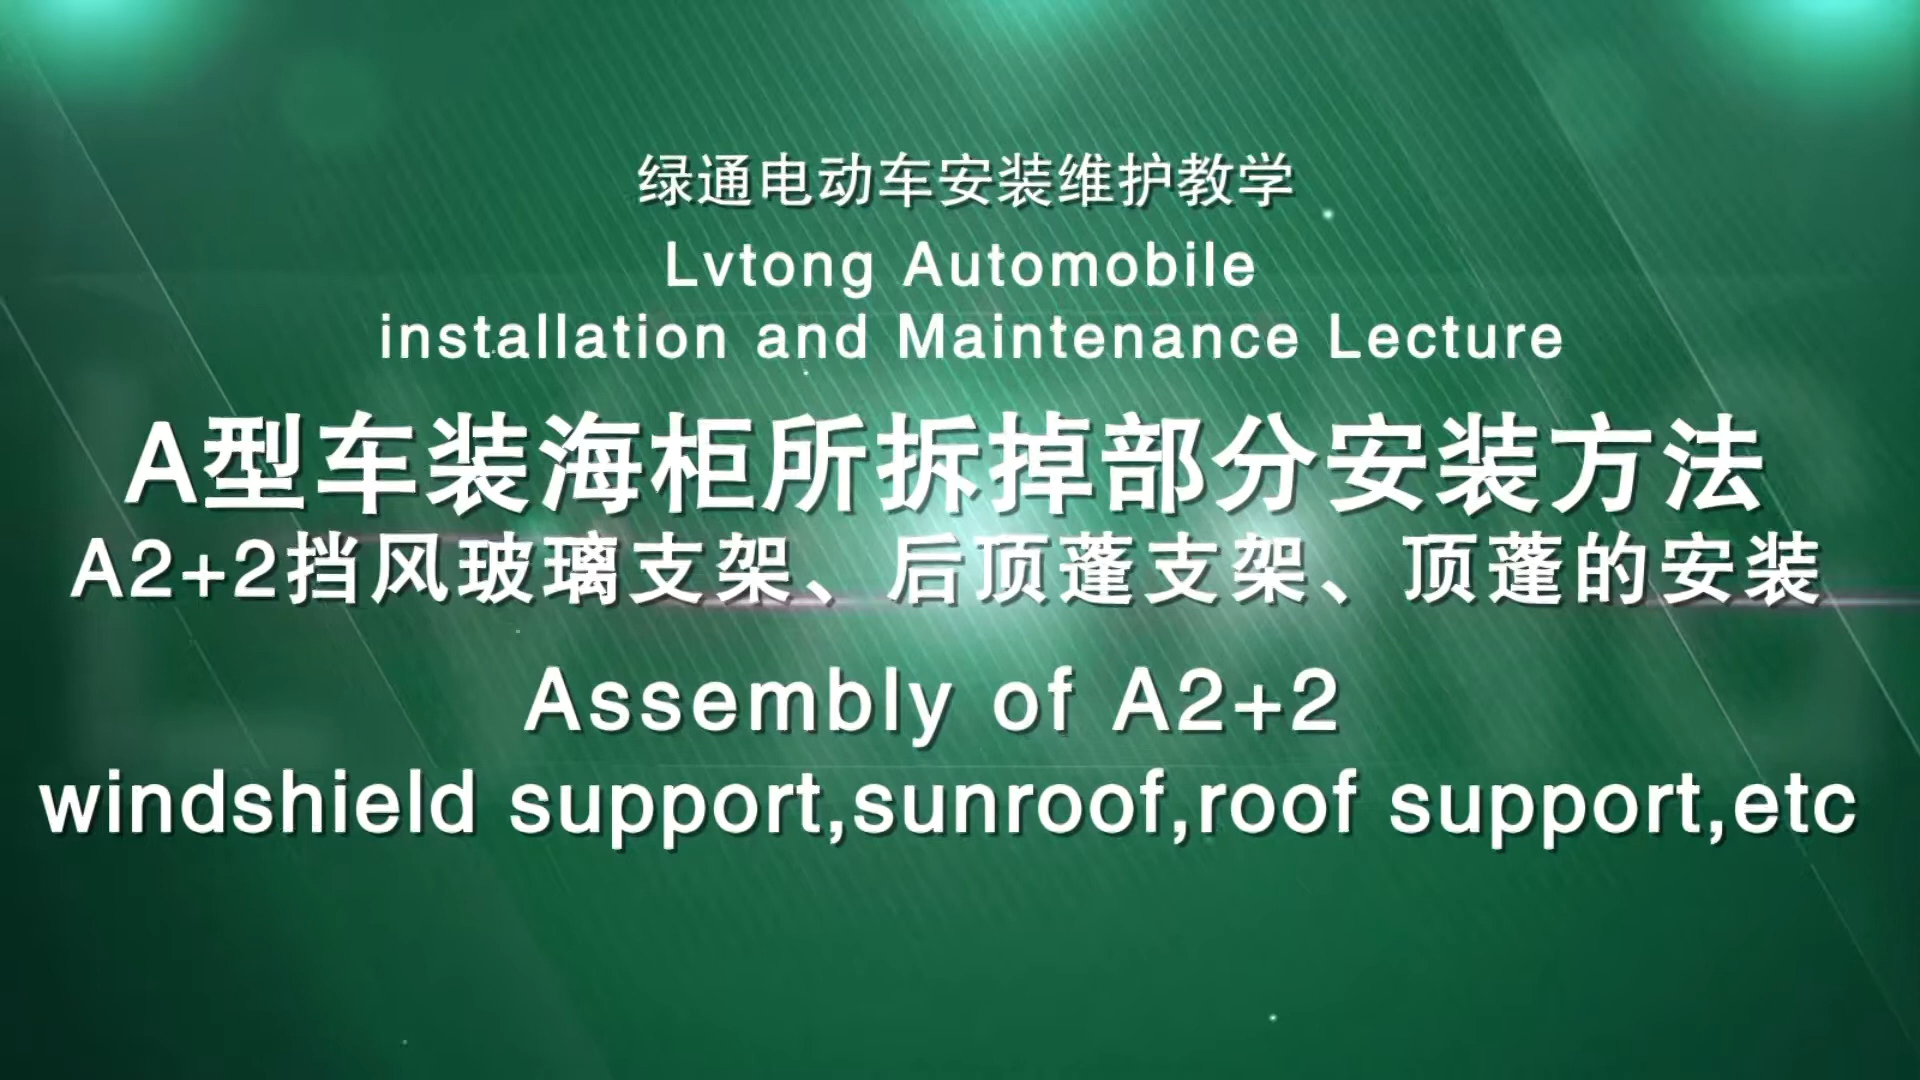 绿通电动车安装维护教学
Lvtong Automobile
installation and Maintenance Lecture
A型车装海柜所拆掉部分安装方法
A2+2挡风玻璃支架、后顶蓬支架、顶蓬的安装
Assembly of A2+2
windshield support,sunroof,roof support,etc